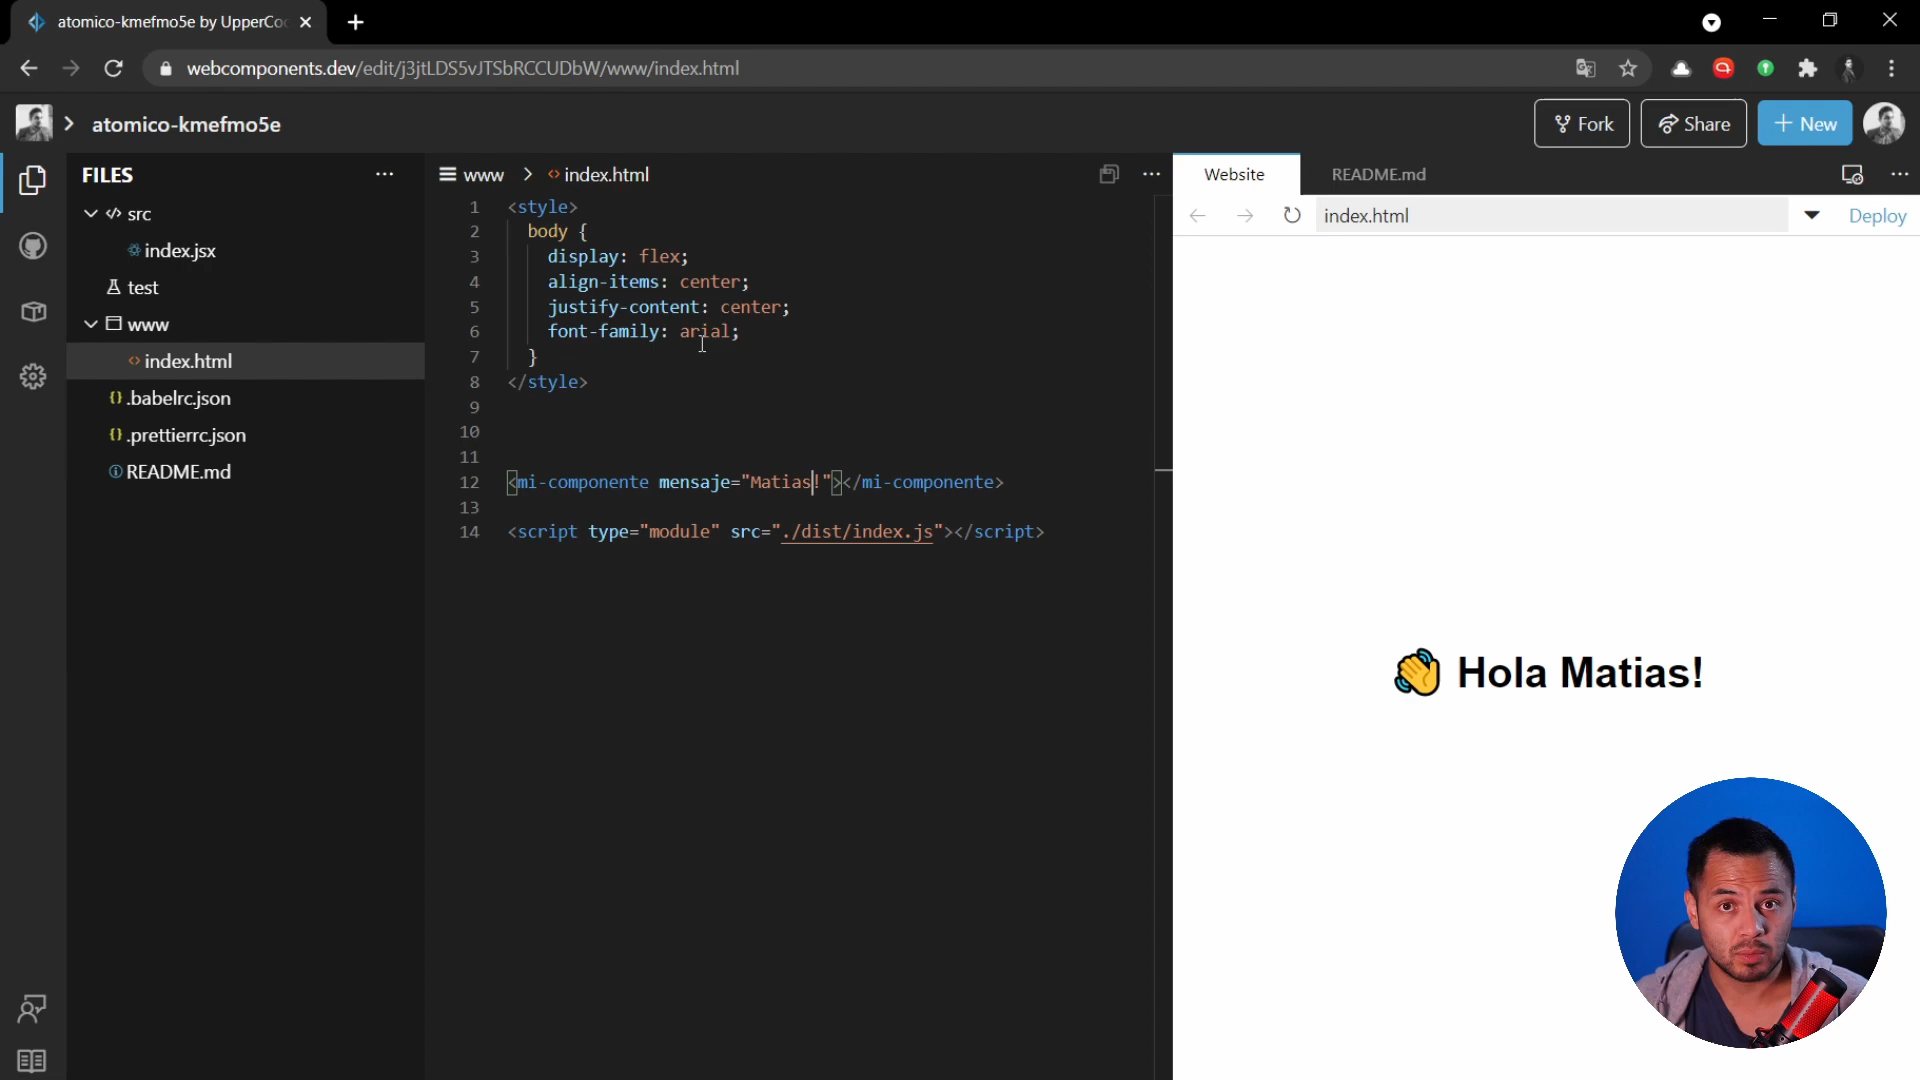 atomico-kmefmo5e by UpperCo
webcomponents.dev/edit/j3jtLDS5vJTSbRCCUDbW/www/index.html
atomico-kmefmo5e
Fork
Share
+ New
FILES
src
index.jsx
test
www
index.html
.babelrc.json
.prettierrc.json
README.md
www > index.html
1 <style>
2 body {
3 display: flex;
4 align-items: center;
5 justify-content: center;
6 font-family: arial;
7 }
8 </style>
9
10
11
12 <mi-componente mensaje="Matias!"></mi-componente>
13
14 <script type="module" src="./dist/index.js"></script>
Website
README.md
index.html
Deploy
👋 Hola Matias!